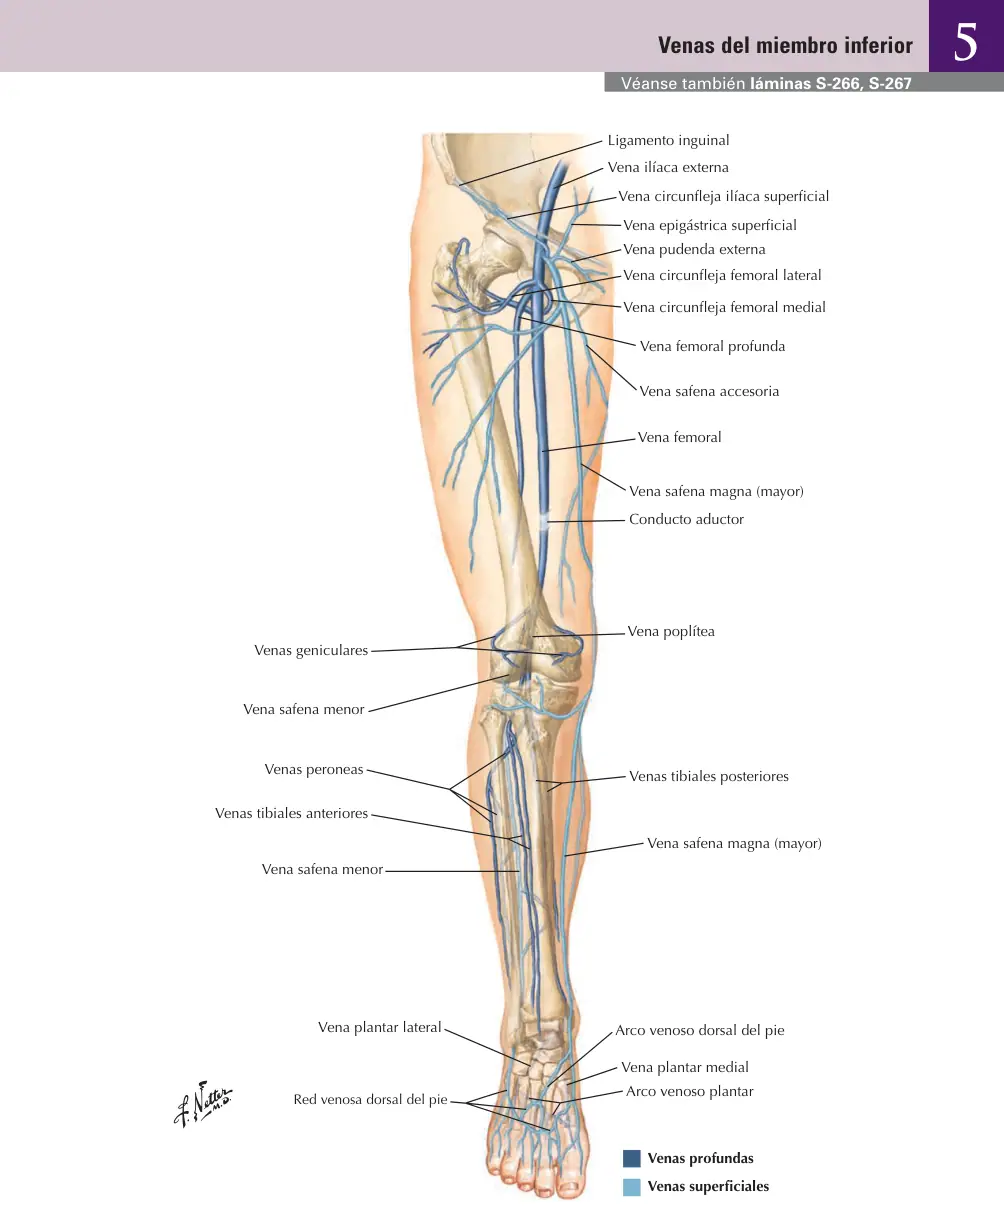 Venas del miembro inferior
5
Véanse también láminas S-266, S-267
Ligamento inguinal
Vena ilíaca externa
Vena circunfleja ilíaca superficial
Vena epigástrica superficial
Vena pudenda externa
Vena circunfleja femoral lateral
Vena circunfleja femoral medial
Vena femoral profunda
Vena safena accesoria
Vena femoral
Vena safena magna (mayor)
Conducto aductor
Vena poplítea
Venas geniculares
Vena safena menor
Venas peroneas
Venas tibiales posteriores
Venas tibiales anteriores
Vena safena magna (mayor)
Vena safena menor
Vena plantar lateral
Arco venoso dorsal del pie
Vena plantar medial
Arco venoso plantar
Red venosa dorsal del pie
F. Netter
M.D.
Venas profundas
Venas superficiales